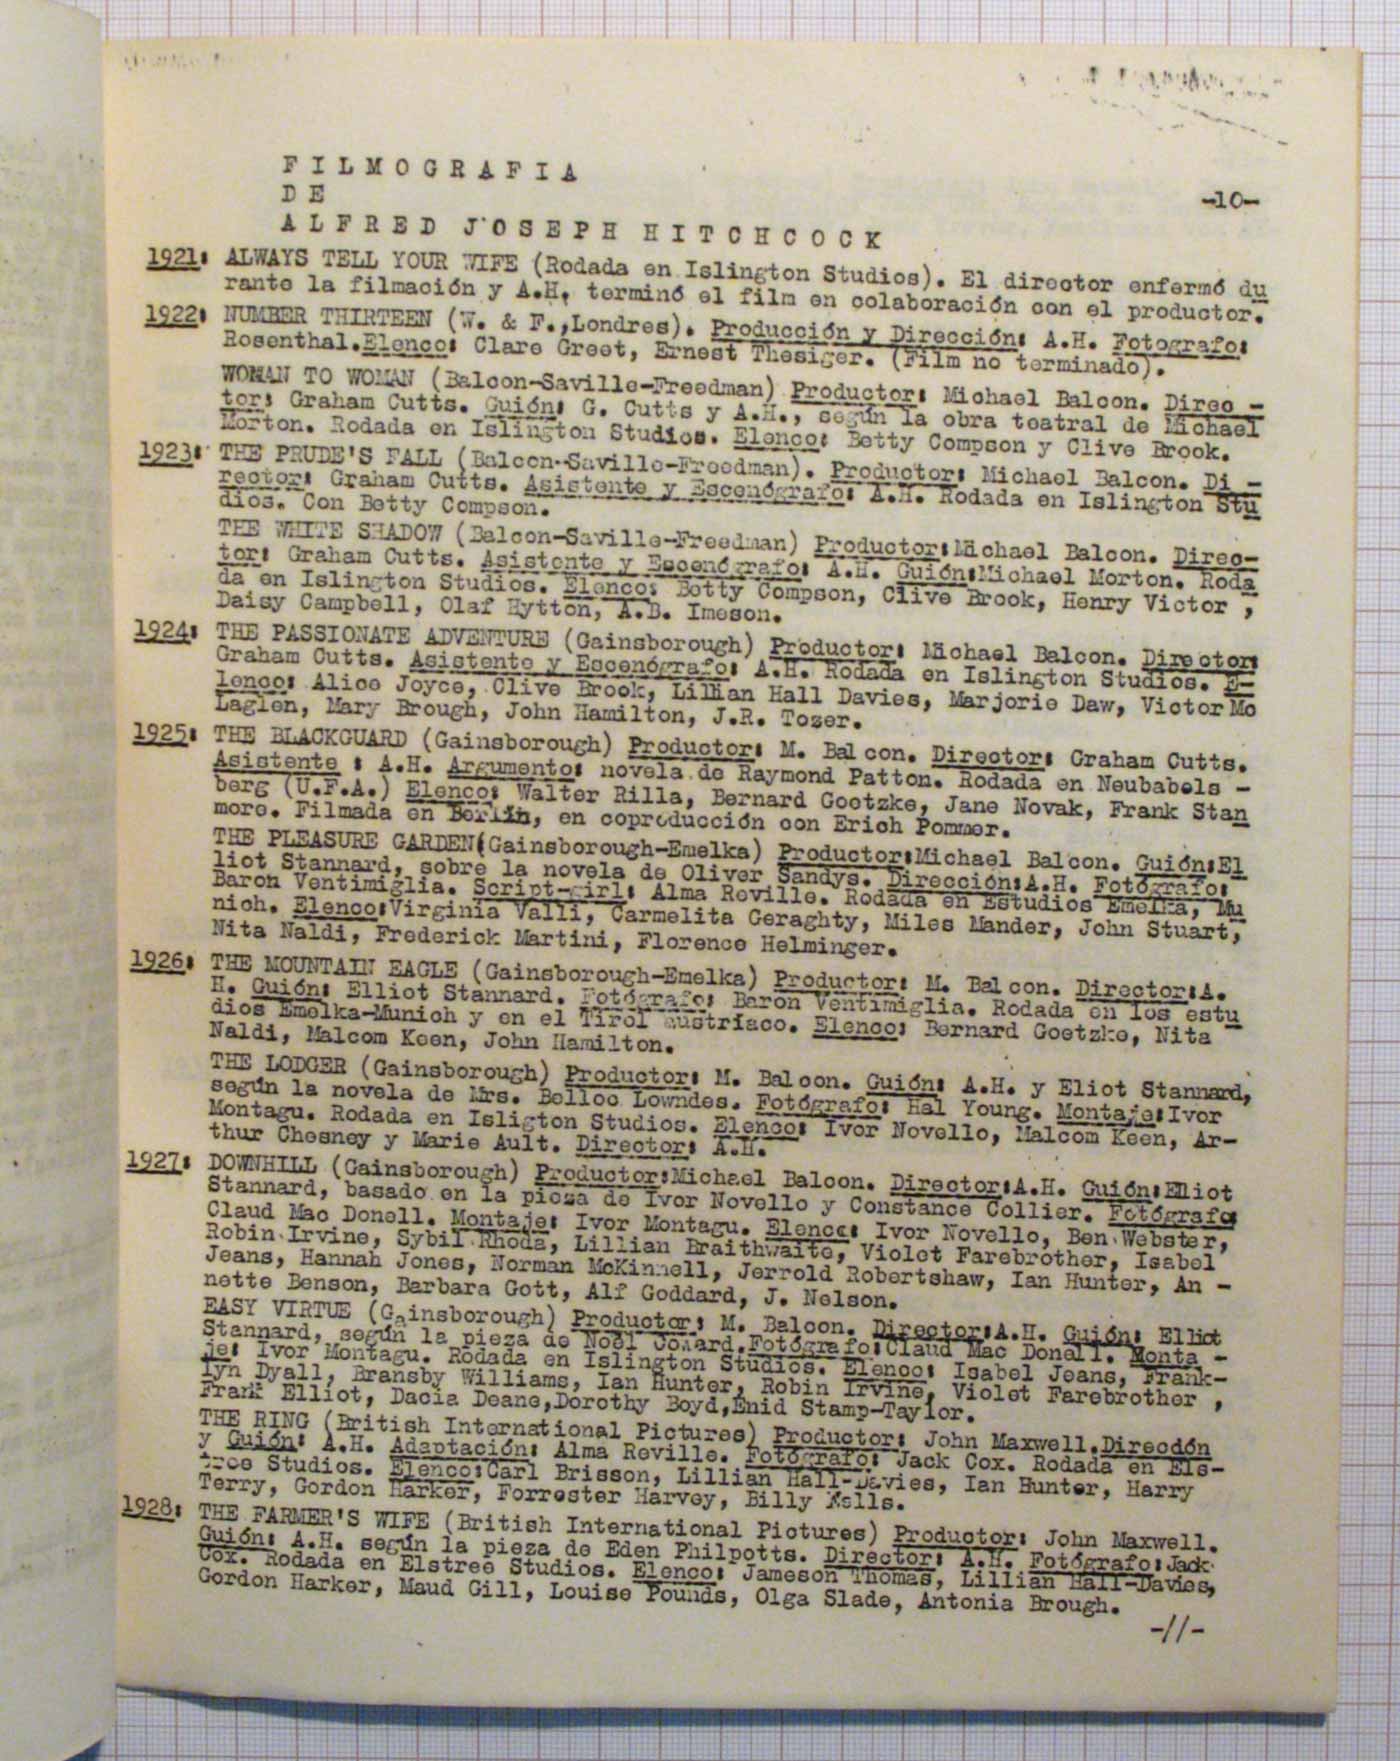 FILMOGRAFIA
DE
-10-
ALFRED JOSEPH HITCHCOCK
1921: ALWAYS TELL YOUR WIFE (Rodada en Islington Studios). El director enfermó du
rante la filmación y A.H. terminó el film en colaboración con el productor.
1922: NUMBER THIRTEEN (W. & F.,Londres). Producción y Dirección: A.H. Fotografo:
Rosenthal.Elenco: Clare Greet, Ernest Thesiger. (Film no terminado).
WOMAN TO WOMAN (Balcon-Saville-Freedman) Productor: Michael Balcon. Direc -
tor: Graham Cutts. Guión: G. Cutts y A.H., según la obra teatral de Michael
Morton. Rodada en Islington Studios. Elenco: Betty Compson y Clive Brook.
1923: THE PRUDE'S FALL (Balcon-Saville-Freedman). Productor: Michael Balcon. Di -
rector: Graham Cutts. Asistente y Escenógrafo: A.H. Rodada en Islington Stu
dios. Con Betty Compson.
THE WHITE SHADOW (Balcon-Saville-Freedman) Productor:Michael Balcon. Direc-
tor: Graham Cutts. Asistente y Escenógrafo: A.H. Guión:Michael Morton. Roda
da en Islington Studios. Elenco: Betty Compson, Clive Brook, Henry Victor ,
Daisy Campbell, Olaf Hytton, A.B. Imeson.
1924: THE PASSIONATE ADVENTURE (Gainsborough) Productor: Michael Balcon. Director:
Graham Cutts. Asistente y Escenógrafo: A.H. Rodada en Islington Studios. E-
lenco: Alice Joyce, Clive Brook, Lillian Hall Davies, Marjorie Daw, Victor Mc
Laglen, Mary Brough, John Hamilton, J.R. Tozer.
1925: THE BLACKGUARD (Gainsborough) Productor: M. Balcon. Director: Graham Cutts.
Asistente : A.H. Argumento: novela de Raymond Patton. Rodada en Neubabels -
berg (U.F.A.) Elenco: Walter Rilla, Bernard Goetzke, Jane Novak, Frank Stan
more. Filmada en Berlín, en coproducción con Erich Pommer.
THE PLEASURE GARDEN(Gainsborough-Emelka) Productor:Michael Balcon. Guión:El
liot Stannard, sobre la novela de Oliver Sandys. Dirección:A.H. Fotógrafo:
Baron Ventimiglia. Script-girl: Alma Reville. Rodada en Estudios Emelka, Mu
nich. Elenco:Virginia Valli, Carmelita Geraghty, Miles Mander, John Stuart,
Nita Naldi, Frederick Martini, Florence Helminger.
1926: THE MOUNTAIN EAGLE (Gainsborough-Emelka) Productor: M. Balcon. Director:A.
H. Guión: Elliot Stannard. Fotógrafo: Baron Ventimiglia. Rodada en los estu
dios Emelka-Munich y en el Tirol austríaco. Elenco: Bernard Goetzke, Nita
Naldi, Malcom Keen, John Hamilton.
THE LODGER (Gainsborough) Productor: M. Balcon. Guión: A.H. y Eliot Stannard,
según la novela de Mrs. Belloc Lowndes. Fotógrafo: Hal Young. Montaje:Ivor
Montagu. Rodada en Isligton Studios. Elenco: Ivor Novello, Malcom Keen, Ar-
thur Chesney y Marie Ault. Director: A.H.
1927: DOWNHILL (Gainsborough) Productor:Michael Balcon. Director:A.H. Guión:Elliot
Stannard, basado en la pieza de Ivor Novello y Constance Collier. Fotógrafo:
Claud Mac Donell. Montaje: Ivor Montagu. Elenco: Ivor Novello, Ben Webster,
Robin Irvine, Sybil Rhoda, Lillian Braithwaite, Violet Farebrother, Isabel
Jeans, Hannah Jones, Norman McKinnell, Jerrold Robertshaw, Ian Hunter, An -
nette Benson, Barbara Gott, Alf Goddard, J. Nelson.
EASY VIRTUE (Gainsborough) Productor: M. Balcon. Director:A.H. Guión: Elliot
Stannard, según la pieza de Noël Coward.Fotógrafo:Claud Mac Donell. Monta -
je: Ivor Montagu. Rodada en Islington Studios. Elenco: Isabel Jeans, Frank-
lyn Dyall, Bransby Williams, Ian Hunter, Robin Irvine, Violet Farebrother ,
Frank Elliot, Dacia Deane,Dorothy Boyd,Enid Stamp-Taylor.
THE RING (British International Pictures) Productor: John Maxwell.Direcdón
y Guión: A.H. Adaptación: Alma Reville. Fotógrafo: Jack Cox. Rodada en Els-
tree Studios. Elenco:Carl Brisson, Lillian Hall-Davies, Ian Hunter, Harry
Terry, Gordon Harker, Forrester Harvey, Billy Wells.
1928: THE FARMER'S WIFE (British International Pictures) Productor: John Maxwell.
Guión: A.H. según la pieza de Eden Philpotts. Director: A.H. Fotógrafo:Jack
Cox. Rodada en Elstree Studios. Elenco: Jameson Thomas, Lillian Hall-Davies,
Gordon Harker, Maud Gill, Louise Pounds, Olga Slade, Antonia Brough.
-11-